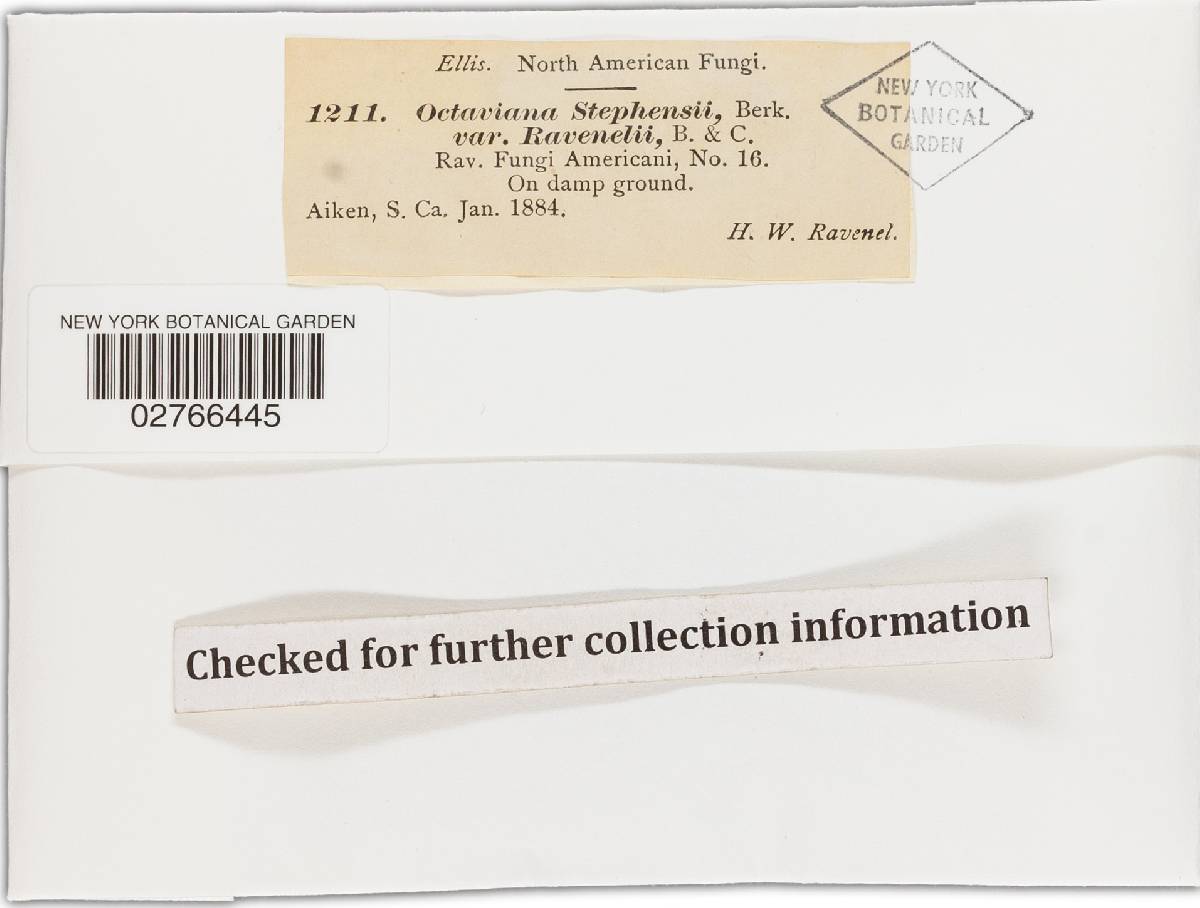 Ellis. North American Fungi.
1211. Octaviana Stephensii, Berk.
var. Ravenelii, B. & C.
Rav. Fungi Americani, No. 16.
On damp ground.
Aiken, S. Ca. Jan. 1884.
H. W. Ravenel.
NEW YORK
BOTANICAL
GARDEN
NEW YORK BOTANICAL GARDEN
02766445
Checked for further collection information